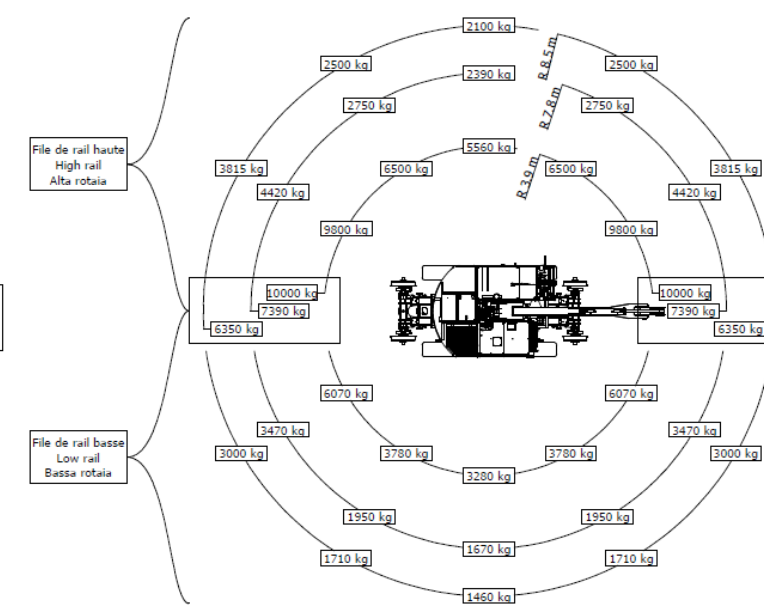 2100 kg
2500 kg
R 8.5 m
2500 kg
2390 kg
2750 kg
R 7.8 m
2750 kg
File de rail haute
High rail
Alta rotaia
5560 kg
3815 kg
6500 kg
R 3.9 m
6500 kg
3815 kg
4420 kg
4420 kg
9800 kg
9800 kg
10000 kg
10000 kg
7390 kg
7390 kg
6350 kg
6350 kg
6070 kg
6070 kg
File de rail basse
Low rail
Bassa rotaia
3470 kg
3470 kg
3000 kg
3780 kg
3780 kg
3000 kg
3280 kg
1950 kg
1950 kg
1670 kg
1710 kg
1710 kg
1460 kg